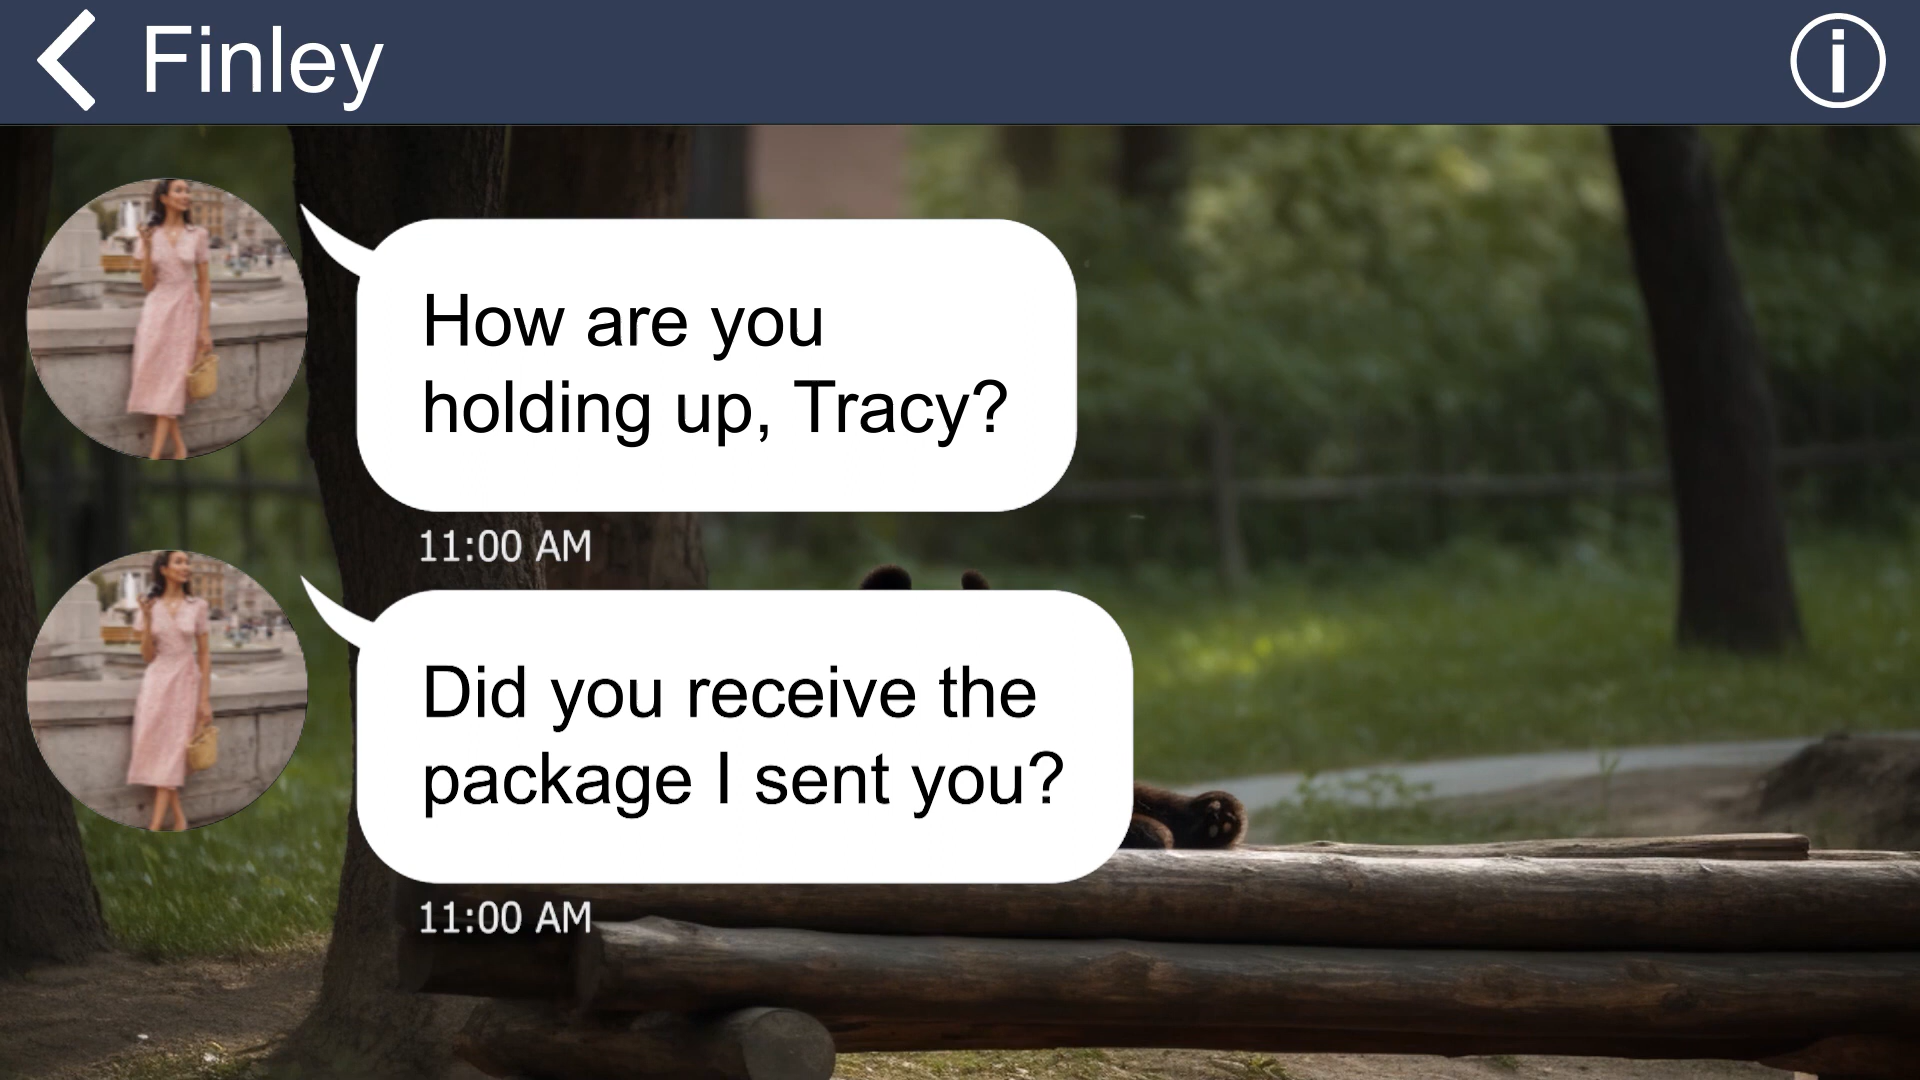 Finley
How are you
holding up, Tracy?
11:00 AM
Did you receive the
package I sent you?
11:00 AM